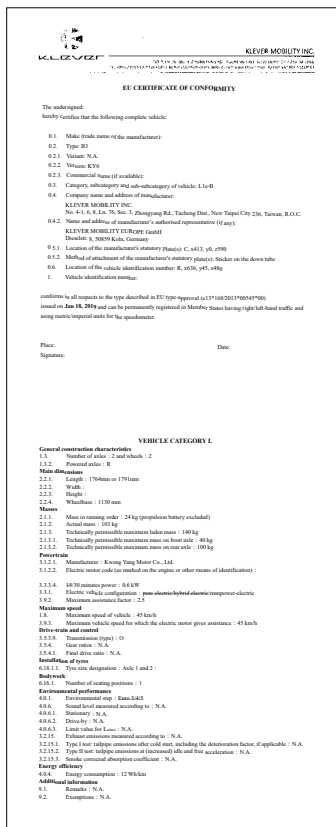 KLEVER
KLEVER MOBILITY INC.
EU CERTIFICATE OF CONFORMITY
The undersigned:
hereby certifies that the following complete vehicle:
0.1. Make (trade name of the manufacturer):
0.2. Type: B3
0.2.1. Variant: N.A.
0.2.2. Version: KY6
0.2.3. Commercial name (if available):
0.3. Category, subcategory and sub-subcategory of vehicle: L1e-B
0.4. Company name and address of manufacturer:
KLEVER MOBILITY INC.
No. 4-1, 6, 8, Ln. 76, Sec. 3, Zhongyang Rd., Tucheng Dist., New Taipei City 236, Taiwan, R.O.C.
0.4.2. Name and address of manufacturer's authorised representative (if any):
KLEVER MOBILITY EUROPE GmbH
Dieselstr. 8, 50859 Koln, Germany
0.5.1. Location of the manufacturer's statutory Plate(s): C, x413, y0, z590
0.5.2. Method of attachment of the manufacturer's statutory plate(s): Sticker on the down tube
0.6. Location of the vehicle identification number: R, x636, y45, z48g
1. Vehicle identification number:
conforms in all respects to the type described in EU type-approval (e13*168/2013*00545*00)
issued on Jan 18, 2019 and can be permanently registered in Member States having right/left-hand traffic and
using metric/imperial units for the speedometer.
Place: Date:
Signature:
VEHICLE CATEGORY L
General construction characteristics
1.3. Number of axles : 2 and wheels : 2
1.3.2. Powered axles : R
Main dimensions
2.2.1. Length : 1764mm or 1791mm
2.2.2. Width :
2.2.3. Height :
2.2.4. Wheelbase : 1130 mm
Masses
2.1.1. Mass in running order : 24 kg (propulsion battery excluded)
2.1.2. Actual mass : 103 kg
2.1.3. Technically permissible maximum laden mass : 140 kg
2.1.3.1. Technically permissible maximum mass on front axle : 40 kg
2.1.3.2. Technically permissible maximum mass on rear axle : 100 kg
Powertrain
3.1.2.1. Manufacturer : Kwang Yang Motor Co., Ltd.
3.1.2.2. Electric motor code (as marked on the engine or other means of identification) :
3.3.3.4. 15/30 minutes power : 0.6 kW
3.3.1. Electric vehicle configuration : pure electric/hybrid electric/manpower-electric
3.9.2. Maximum assistance factor : 2.5
Maximum speed
1.8. Maximum speed of vehicle : 45 km/h
3.9.3. Maximum vehicle speed for which the electric motor gives assistance : 45 km/h
Drive-train and control
3.5.3.9. Transmission (type) : O
3.5.4. Gear ratios : N.A.
3.5.4.1. Final drive ratio : N.A.
Installation of tyres
6.18.1.1. Tyre size designation : Axle 1 and 2 :
Bodywork
6.16.1. Number of seating positions : 1
Environmental performance
4.0.1. Environmental step : Euro 3/4/5
4.0.6. Sound level measured according to : N.A.
4.0.6.1. Stationary : N.A.
4.0.6.2. Drive-by : N.A.
4.0.6.3. Limit value for Lurban : N.A.
3.2.15. Exhaust emissions measured according to : N.A.
3.2.15.1. Type I test: tailpipe emissions after cold start, including the deterioration factor, if applicable : N.A.
3.2.15.2. Type II test: tailpipe emissions at (increased) idle and free acceleration : N.A.
3.2.15.3. Smoke corrected absorption coefficient : N.A.
Energy efficiency
4.0.4. Energy consumption : 12 Wh/km
Additional information
9.1. Remarks : N.A.
9.2. Exemptions : N.A.